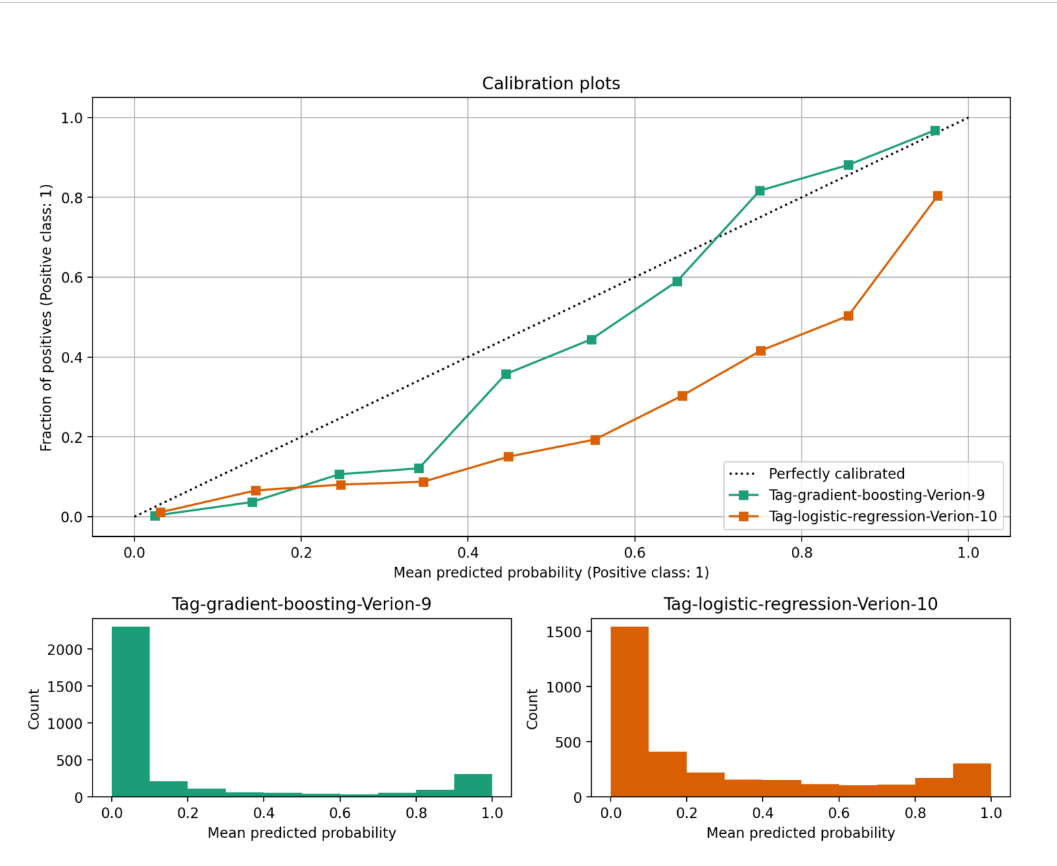 Calibration plots
Fraction of positives (Positive class: 1)
1.0
0.8
0.6
0.4
0.2
0.0
Perfectly calibrated
Tag-gradient-boosting-Verion-9
Tag-logistic-regression-Verion-10
0.0 0.2 0.4 0.6 0.8 1.0
Mean predicted probability (Positive class: 1)
Tag-gradient-boosting-Verion-9
Count
2000
1500
1000
500
0
0.0 0.2 0.4 0.6 0.8 1.0
Mean predicted probability
Tag-logistic-regression-Verion-10
Count
1500
1000
500
0
0.0 0.2 0.4 0.6 0.8 1.0
Mean predicted probability